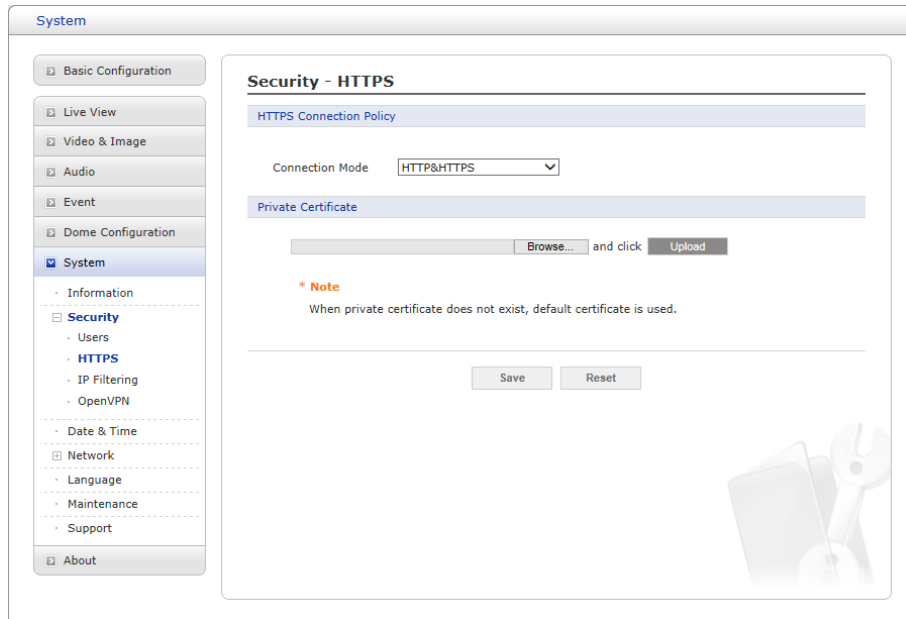 System
Basic Configuration
Live View
Video & Image
Audio
Event
Dome Configuration
System
Information
Security
Users
HTTPS
IP Filtering
OpenVPN
Date & Time
Network
Language
Maintenance
Support
About
Security - HTTPS
HTTPS Connection Policy
Connection Mode HTTP&HTTPS
Private Certificate
Browse... and click Upload
* Note
When private certificate does not exist, default certificate is used.
Save Reset